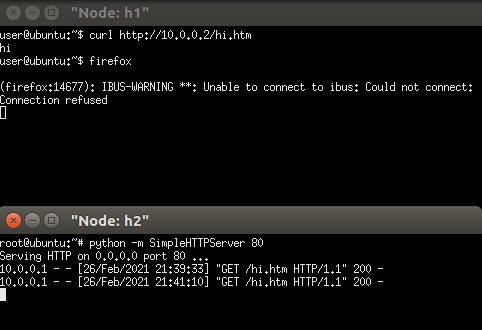 "Node: h1"
user@ubuntu:~$ curl http://10.0.0.2/hi.htm
hi
user@ubuntu:~$ firefox
(firefox:14677): IBUS-WARNING **: Unable to connect to ibus: Could not connect:
Connection refused
"Node: h2"
root@ubuntu:~# python -m SimpleHTTPServer 80
Serving HTTP on 0.0.0.0 port 80 ...
10.0.0.1 - - [26/Feb/2021 21:39:33] "GET /hi.htm HTTP/1.1" 200 -
10.0.0.1 - - [26/Feb/2021 21:41:10] "GET /hi.htm HTTP/1.1" 200 -